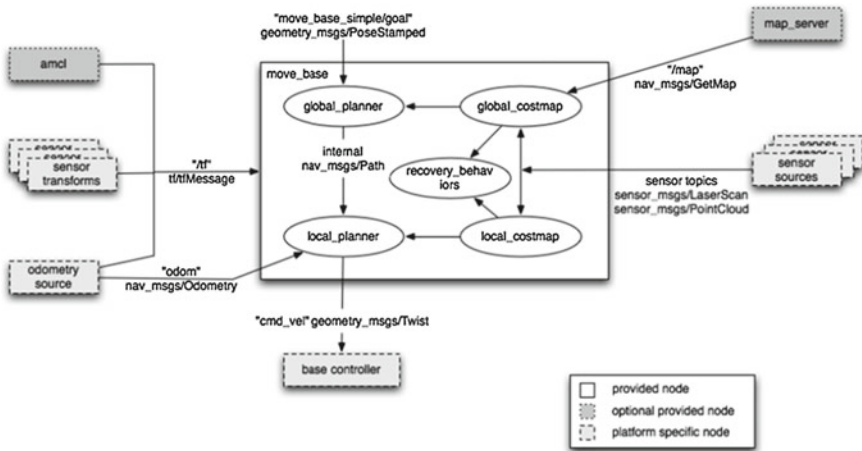 "move_base_simple/goal"
geometry_msgs/PoseStamped
map_server
amcl
move_base
"/map"
nav_msgs/GetMap
global_planner
global_costmap
sensor
transforms
"/tf"
tf/tfMessage
internal
nav_msgs/Path
recovery_behav
iors
sensor
sources
sensor topics
sensor_msgs/LaserScan
sensor_msgs/PointCloud
local_planner
local_costmap
odometry
source
"odom"
nav_msgs/Odometry
"cmd_vel" geometry_msgs/Twist
base controller
provided node
optional provided node
platform specific node